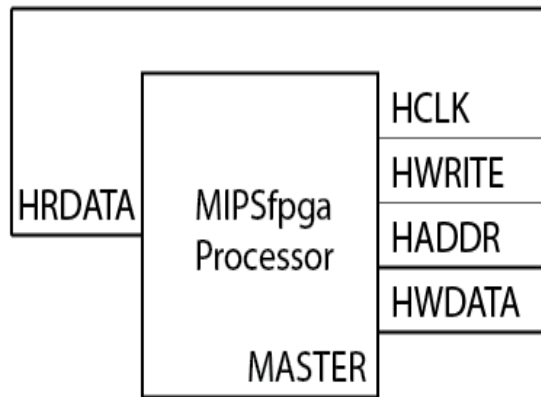 HCLK
HWRITE
HRDATA
MIPSfpga
Processor
HADDR
HWDATA
MASTER